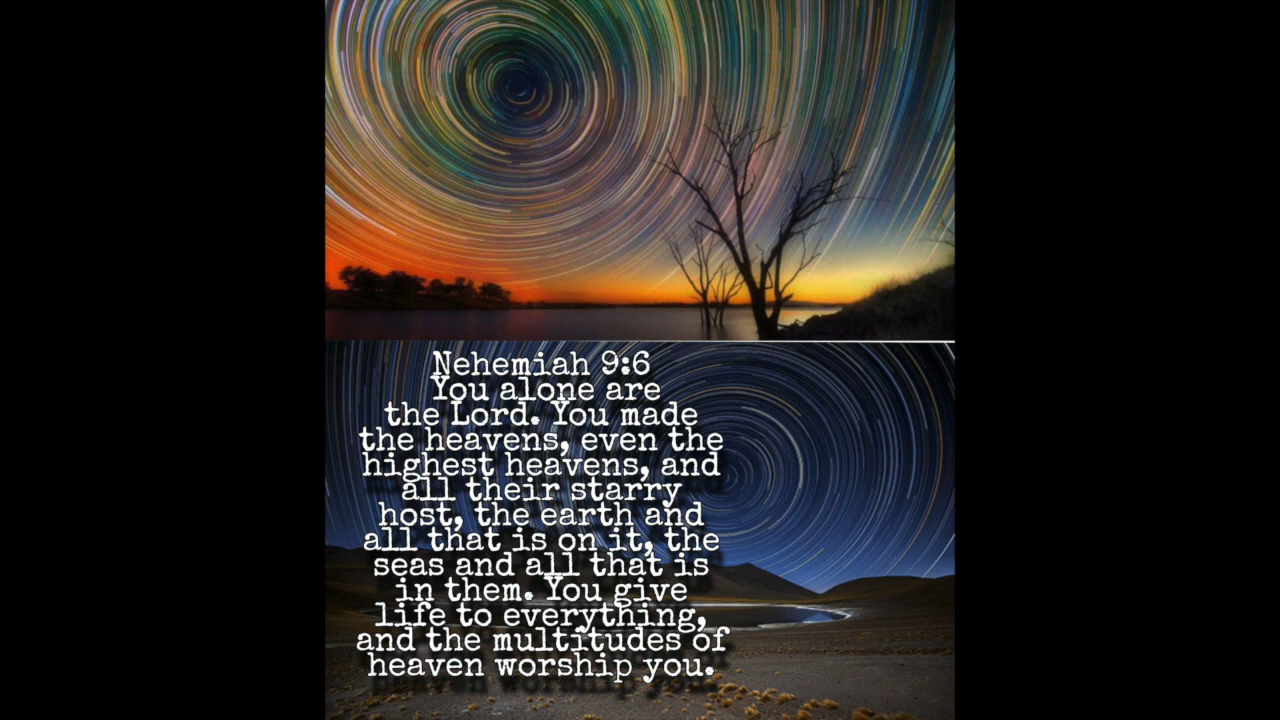 Nehemiah 9:6
You alone are
the Lord. You made
the heavens, even the
highest heavens, and
all their starry
host, the earth and
all that is on it, the
seas and all that is
in them. You give
life to everything,
and the multitudes of
heaven worship you.